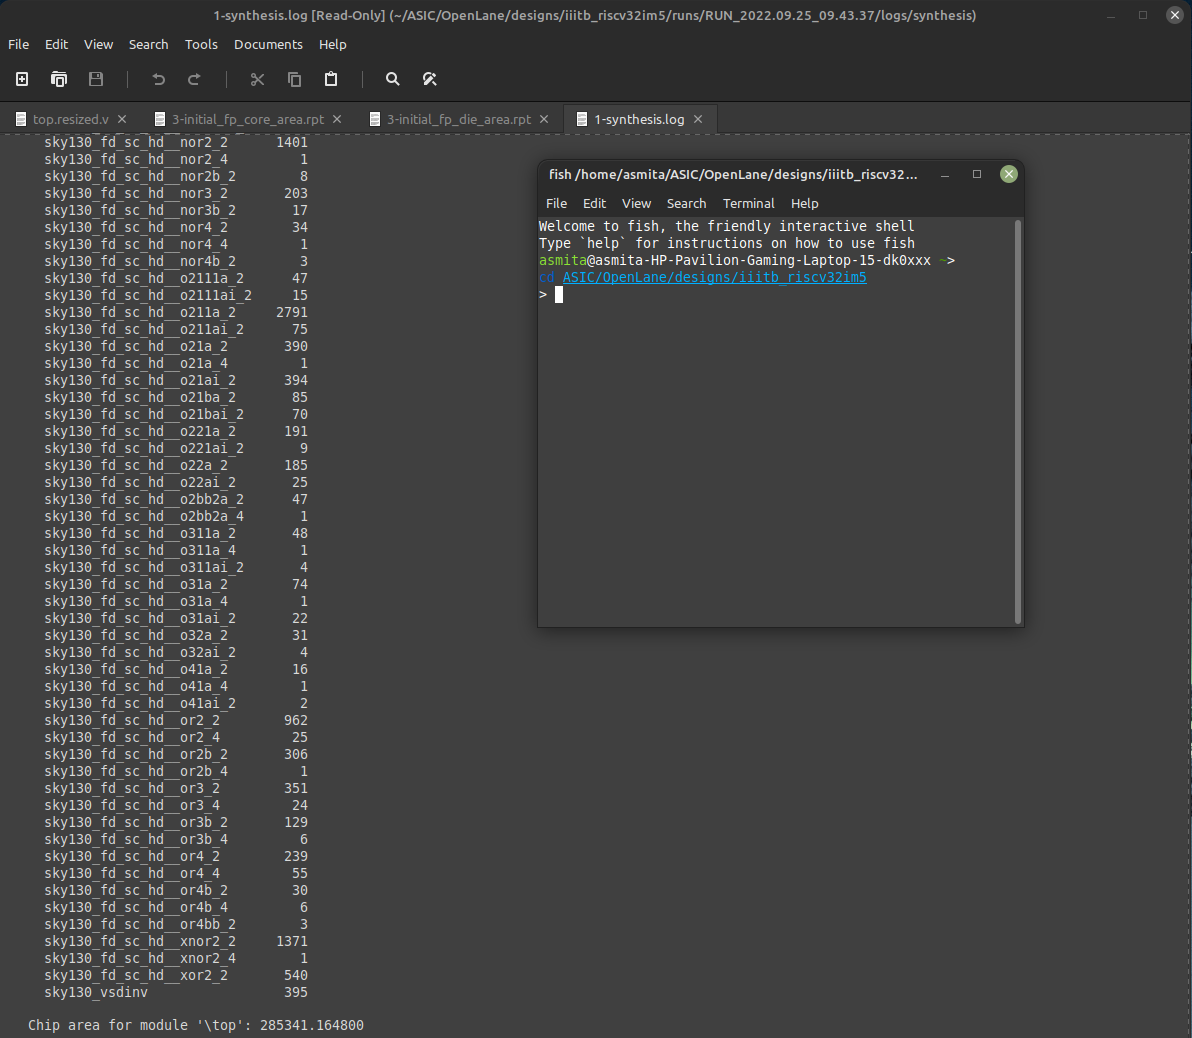 1-synthesis.log [Read-Only] (~/ASIC/OpenLane/designs/iiitb_riscv32im5/runs/RUN_2022.09.25_09.43.37/logs/synthesis)
File Edit View Search Tools Documents Help
top.resized.v 3-initial_fp_core_area.rpt 3-initial_fp_die_area.rpt 1-synthesis.log
sky130_fd_sc_hd__nor2_2 1401
sky130_fd_sc_hd__nor2_4 1
sky130_fd_sc_hd__nor2b_2 8
sky130_fd_sc_hd__nor3_2 203
sky130_fd_sc_hd__nor3b_2 17
sky130_fd_sc_hd__nor4_2 34
sky130_fd_sc_hd__nor4_4 1
sky130_fd_sc_hd__nor4b_2 3
sky130_fd_sc_hd__o2111a_2 47
sky130_fd_sc_hd__o2111ai_2 15
sky130_fd_sc_hd__o211a_2 2791
sky130_fd_sc_hd__o211ai_2 75
sky130_fd_sc_hd__o21a_2 390
sky130_fd_sc_hd__o21a_4 1
sky130_fd_sc_hd__o21ai_2 394
sky130_fd_sc_hd__o21ba_2 85
sky130_fd_sc_hd__o21bai_2 70
sky130_fd_sc_hd__o221a_2 191
sky130_fd_sc_hd__o221ai_2 9
sky130_fd_sc_hd__o22a_2 185
sky130_fd_sc_hd__o22ai_2 25
sky130_fd_sc_hd__o2bb2a_2 47
sky130_fd_sc_hd__o2bb2a_4 1
sky130_fd_sc_hd__o311a_2 48
sky130_fd_sc_hd__o311a_4 1
sky130_fd_sc_hd__o311ai_2 4
sky130_fd_sc_hd__o31a_2 74
sky130_fd_sc_hd__o31a_4 1
sky130_fd_sc_hd__o31ai_2 22
sky130_fd_sc_hd__o32a_2 31
sky130_fd_sc_hd__o32ai_2 4
sky130_fd_sc_hd__o41a_2 16
sky130_fd_sc_hd__o41a_4 1
sky130_fd_sc_hd__o41ai_2 2
sky130_fd_sc_hd__or2_2 962
sky130_fd_sc_hd__or2_4 25
sky130_fd_sc_hd__or2b_2 306
sky130_fd_sc_hd__or2b_4 1
sky130_fd_sc_hd__or3_2 351
sky130_fd_sc_hd__or3_4 24
sky130_fd_sc_hd__or3b_2 129
sky130_fd_sc_hd__or3b_4 6
sky130_fd_sc_hd__or4_2 239
sky130_fd_sc_hd__or4_4 55
sky130_fd_sc_hd__or4b_2 30
sky130_fd_sc_hd__or4b_4 6
sky130_fd_sc_hd__or4bb_2 3
sky130_fd_sc_hd__xnor2_2 1371
sky130_fd_sc_hd__xnor2_4 1
sky130_fd_sc_hd__xor2_2 540
sky130_vsdinv 395
Chip area for module '\top': 285341.164800
fish /home/asmita/ASIC/OpenLane/designs/iiitb_riscv32...
File Edit View Search Terminal Help
Welcome to fish, the friendly interactive shell
Type `help` for instructions on how to use fish
asmita@asmita-HP-Pavilion-Gaming-Laptop-15-dk0xxx ~>
cd ASIC/OpenLane/designs/iiitb_riscv32im5
>